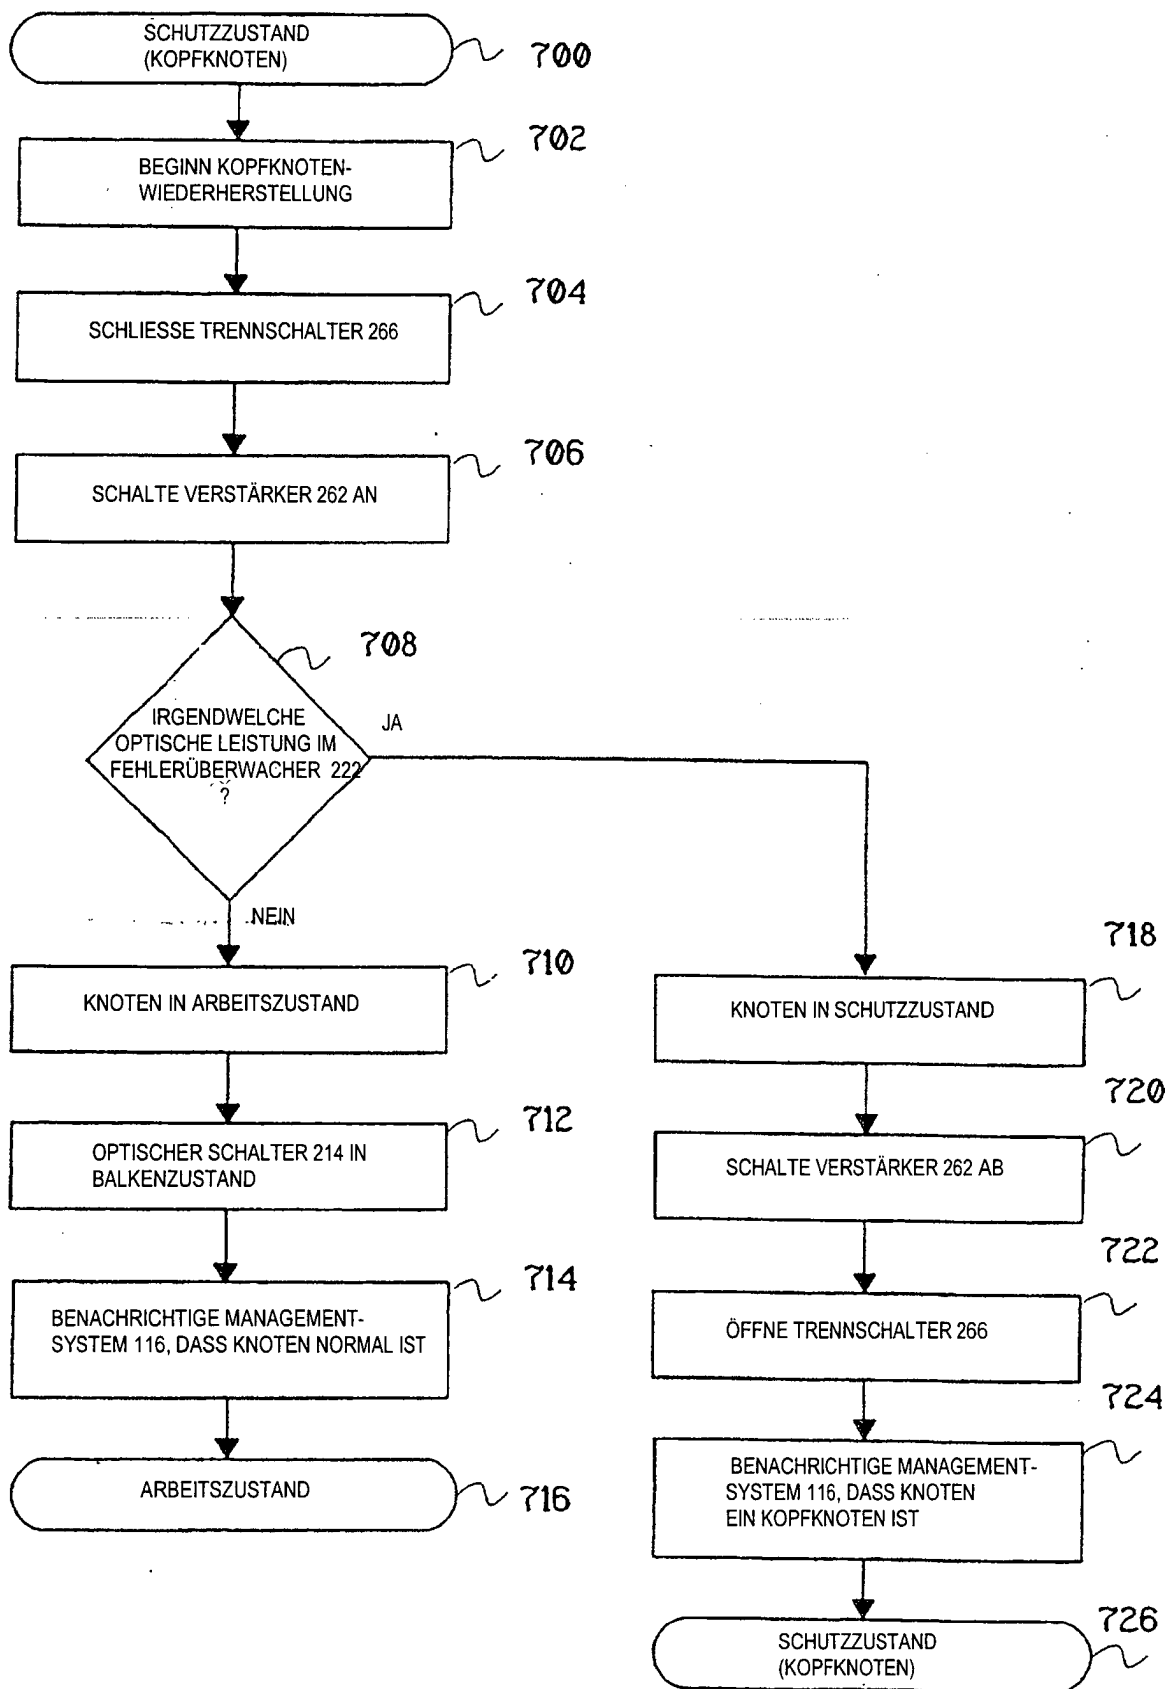 SCHUTZZUSTAND
(KOPFKNOTEN)
700
702
BEGINN KOPFKNOTEN-
WIEDERHERSTELLUNG
704
SCHLIESSE TRENNSCHALTER 266
706
SCHALTE VERSTÄRKER 262 AN
708
IRGENDWELCHE
OPTISCHE LEISTUNG IM
FEHLERÜBERWACHER 222
?
JA
NEIN
710
KNOTEN IN ARBEITSZUSTAND
712
OPTISCHER SCHALTER 214 IN
BALKENZUSTAND
714
BENACHRICHTIGE MANAGEMENT-
SYSTEM 116, DASS KNOTEN NORMAL IST
ARBEITSZUSTAND
716
718
KNOTEN IN SCHUTZZUSTAND
720
SCHALTE VERSTÄRKER 262 AB
722
ÖFFNE TRENNSCHALTER 266
724
BENACHRICHTIGE MANAGEMENT-
SYSTEM 116, DASS KNOTEN
EIN KOPFKNOTEN IST
726
SCHUTZZUSTAND
(KOPFKNOTEN)